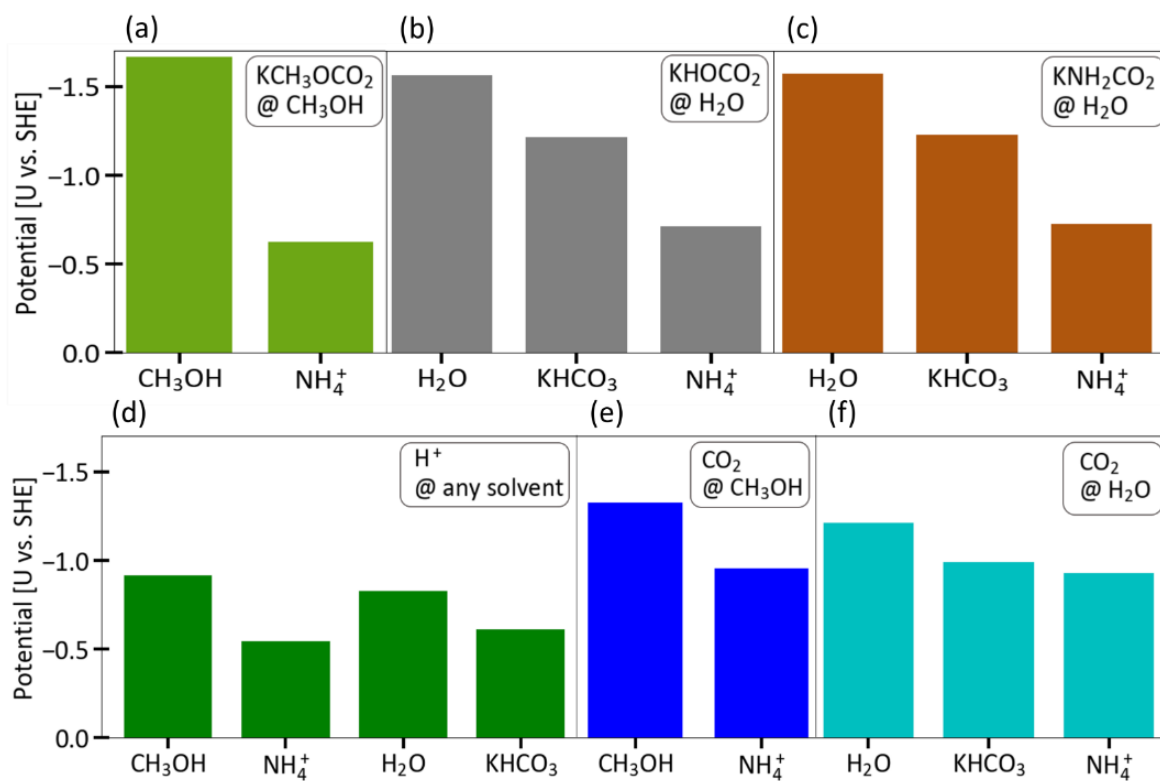 (a)
(b)
(c)
KCH₃OCO₂
@ CH₃OH
KHOCO₂
@ H₂O
KNH₂CO₂
@ H₂O
Potential [U vs. SHE]
−1.5
−1.0
−0.5
0.0
CH₃OH
NH₄⁺
H₂O
KHCO₃
NH₄⁺
H₂O
KHCO₃
NH₄⁺
(d)
(e)
(f)
H⁺
@ any solvent
CO₂
@ CH₃OH
CO₂
@ H₂O
Potential [U vs. SHE]
−1.5
−1.0
−0.5
0.0
CH₃OH
NH₄⁺
H₂O
KHCO₃
CH₃OH
NH₄⁺
H₂O
KHCO₃
NH₄⁺